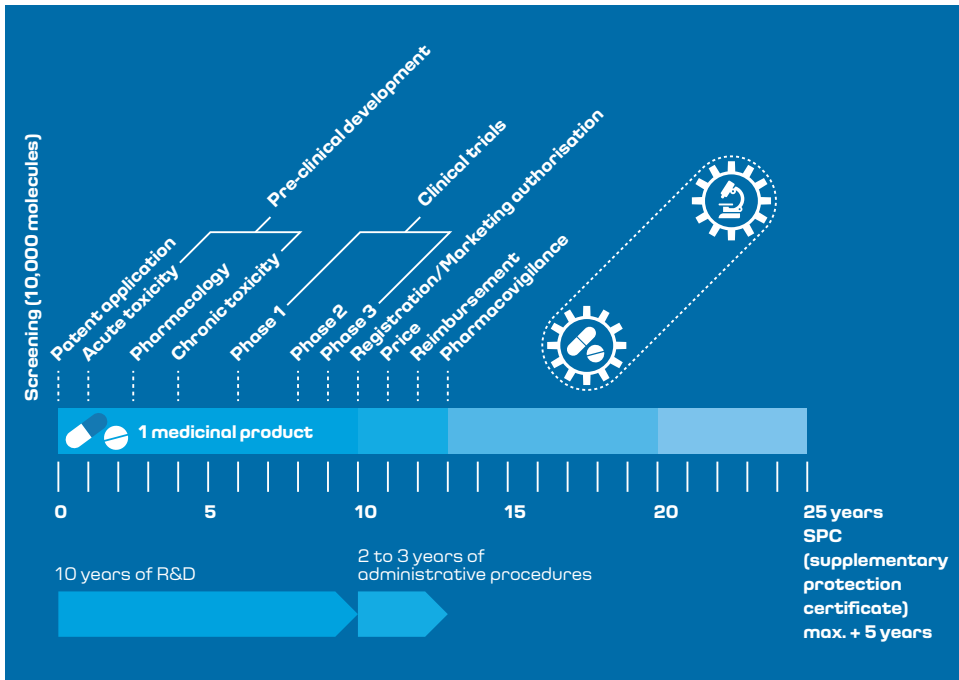 Screening (10,000 molecules)
Patent application
Acute toxicity
Pharmacology
Chronic toxicity
Pre-clinical development
Phase 1
Phase 2
Phase 3
Clinical trials
Registration/Marketing authorisation
Price
Reimbursement
Pharmacovigilance
1 medicinal product
0
5
10
15
20
25 years
SPC
(supplementary
protection
certificate)
max. + 5 years
10 years of R&D
2 to 3 years of
administrative procedures